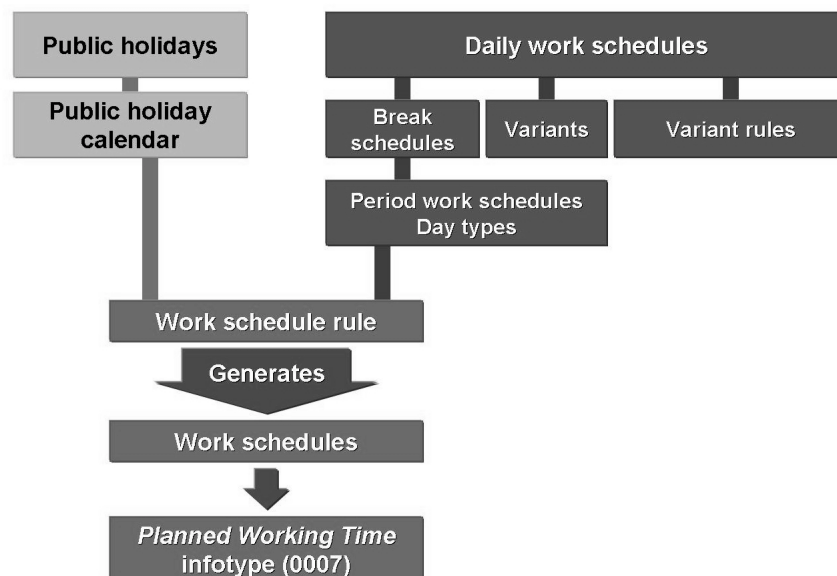 Public holidays
Daily work schedules
Public holiday
calendar
Break
schedules
Variants
Variant rules
Period work schedules
Day types
Work schedule rule
Generates
Work schedules
Planned Working Time
infotype (0007)